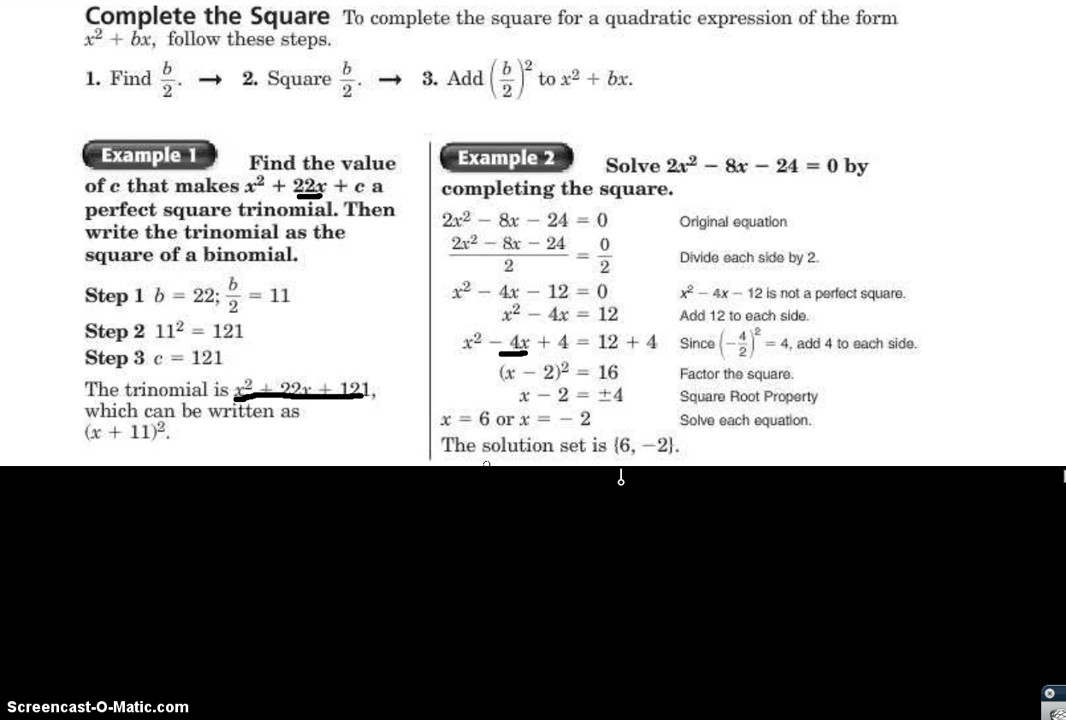 Complete the Square To complete the square for a quadratic expression of the form
x² + bx, follow these steps.
1. Find b/2. → 2. Square b/2. → 3. Add (b/2)² to x² + bx.
Example 1 Find the value
of c that makes x² + 22x + c a
perfect square trinomial. Then
write the trinomial as the
square of a binomial.
Step 1 b = 22; b/2 = 11
Step 2 11² = 121
Step 3 c = 121
The trinomial is x² + 22x + 121,
which can be written as
(x + 11)².
Example 2 Solve 2x² − 8x − 24 = 0 by
completing the square.
2x² − 8x − 24 = 0 Original equation
(2x² − 8x − 24)/2 = 0/2 Divide each side by 2.
x² − 4x − 12 = 0 x² − 4x − 12 is not a perfect square.
x² − 4x = 12 Add 12 to each side.
x² − 4x + 4 = 12 + 4 Since (−4/2)² = 4, add 4 to each side.
(x − 2)² = 16 Factor the square.
x − 2 = ±4 Square Root Property
x = 6 or x = − 2 Solve each equation.
The solution set is {6, −2}.
Screencast-O-Matic.com